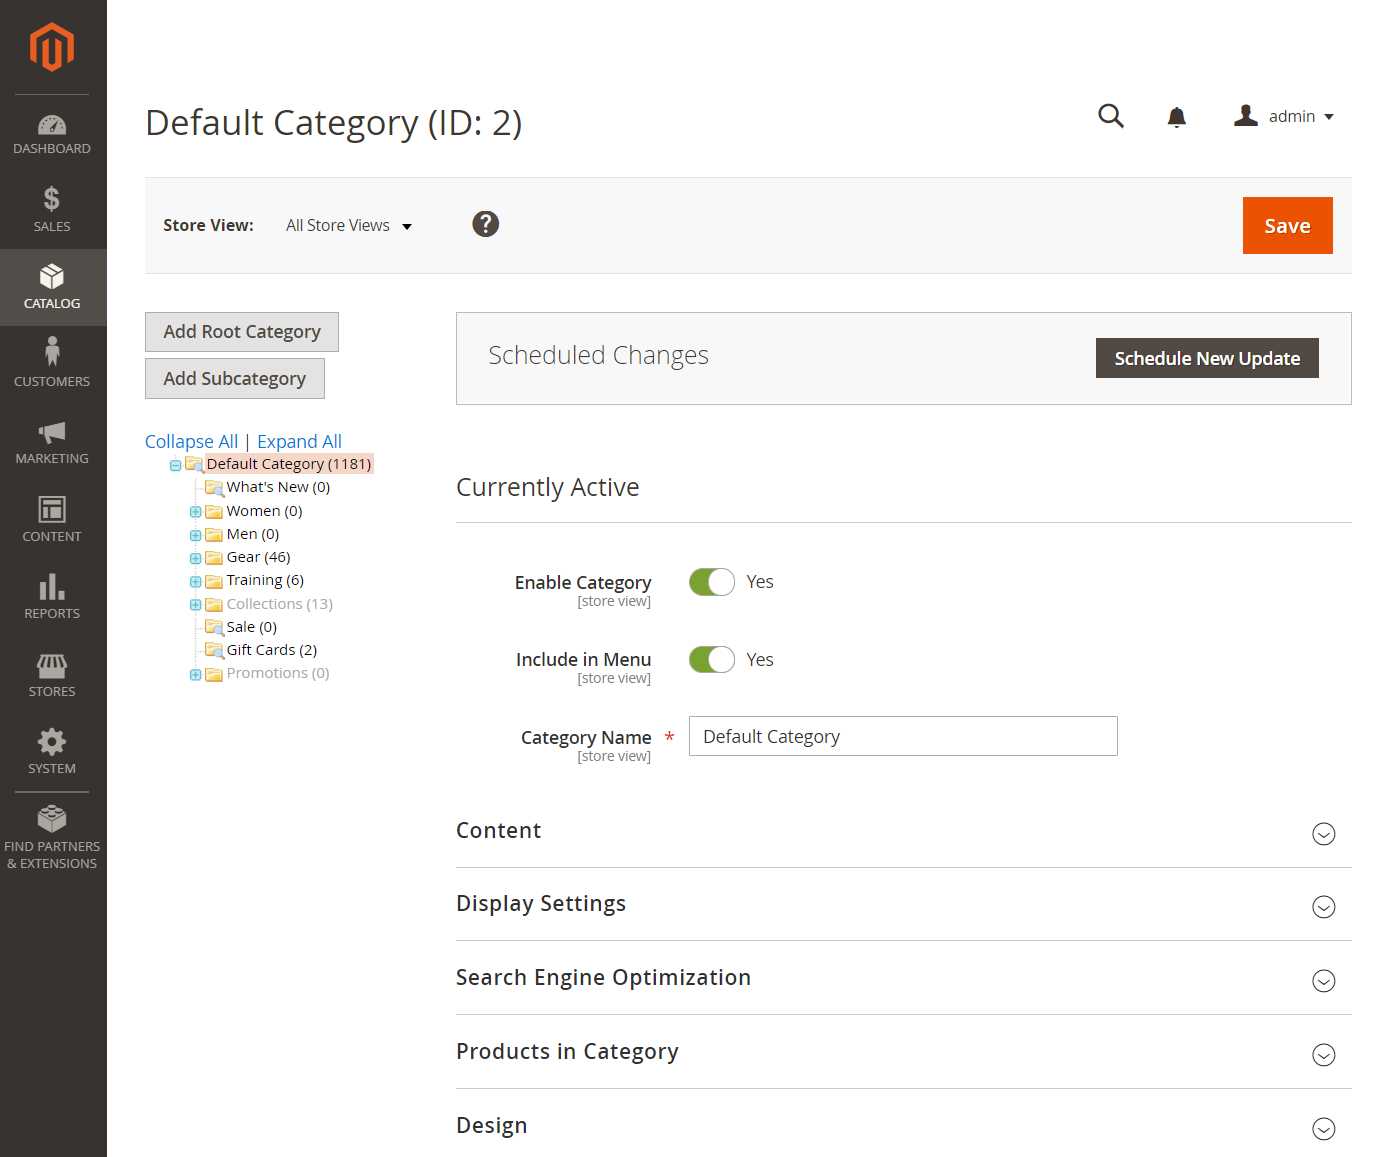 DASHBOARD
SALES
CATALOG
CUSTOMERS
MARKETING
CONTENT
REPORTS
STORES
SYSTEM
FIND PARTNERS
& EXTENSIONS
Default Category (ID: 2)
admin
Store View: All Store Views ?
Save
Add Root Category
Add Subcategory
Collapse All | Expand All
Default Category (1181)
What's New (0)
Women (0)
Men (0)
Gear (46)
Training (6)
Collections (13)
Sale (0)
Gift Cards (2)
Promotions (0)
Scheduled Changes
Schedule New Update
Currently Active
Enable Category Yes
[store view]
Include in Menu Yes
[store view]
Category Name * Default Category
[store view]
Content
Display Settings
Search Engine Optimization
Products in Category
Design